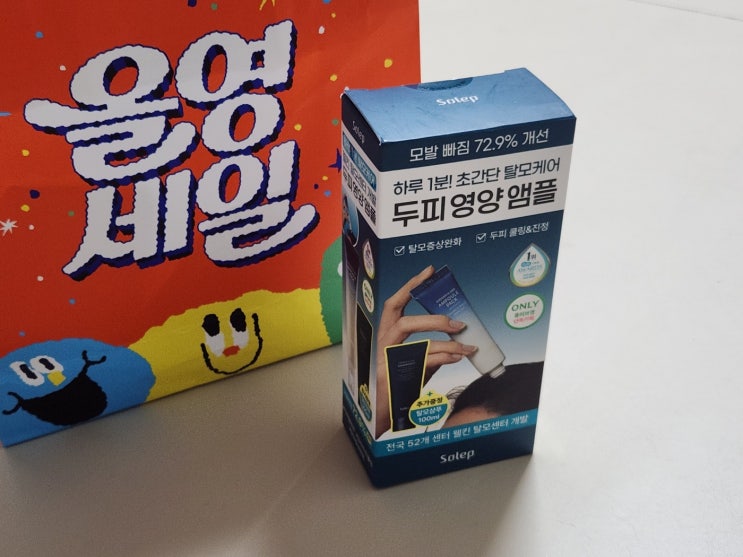 올영
세일
Solep
모발 빠짐 72.9% 개선
하루 1분! 초간단 탈모케어
두피 영양 앰플
탈모증상완화
두피 쿨링&진정
1위
ONLY
AMPOULE
+
추가증정
탈모샴푸
100ml
전국 52개 센터 웰킨 탈모센터 개발
Solep